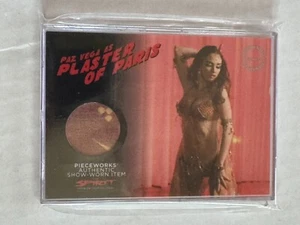 PAZ VEGA AS
PLASTER
OF PARIS
PIECEWORKS
AUTHENTIC
SHOW-WORN ITEM
SPIRIT